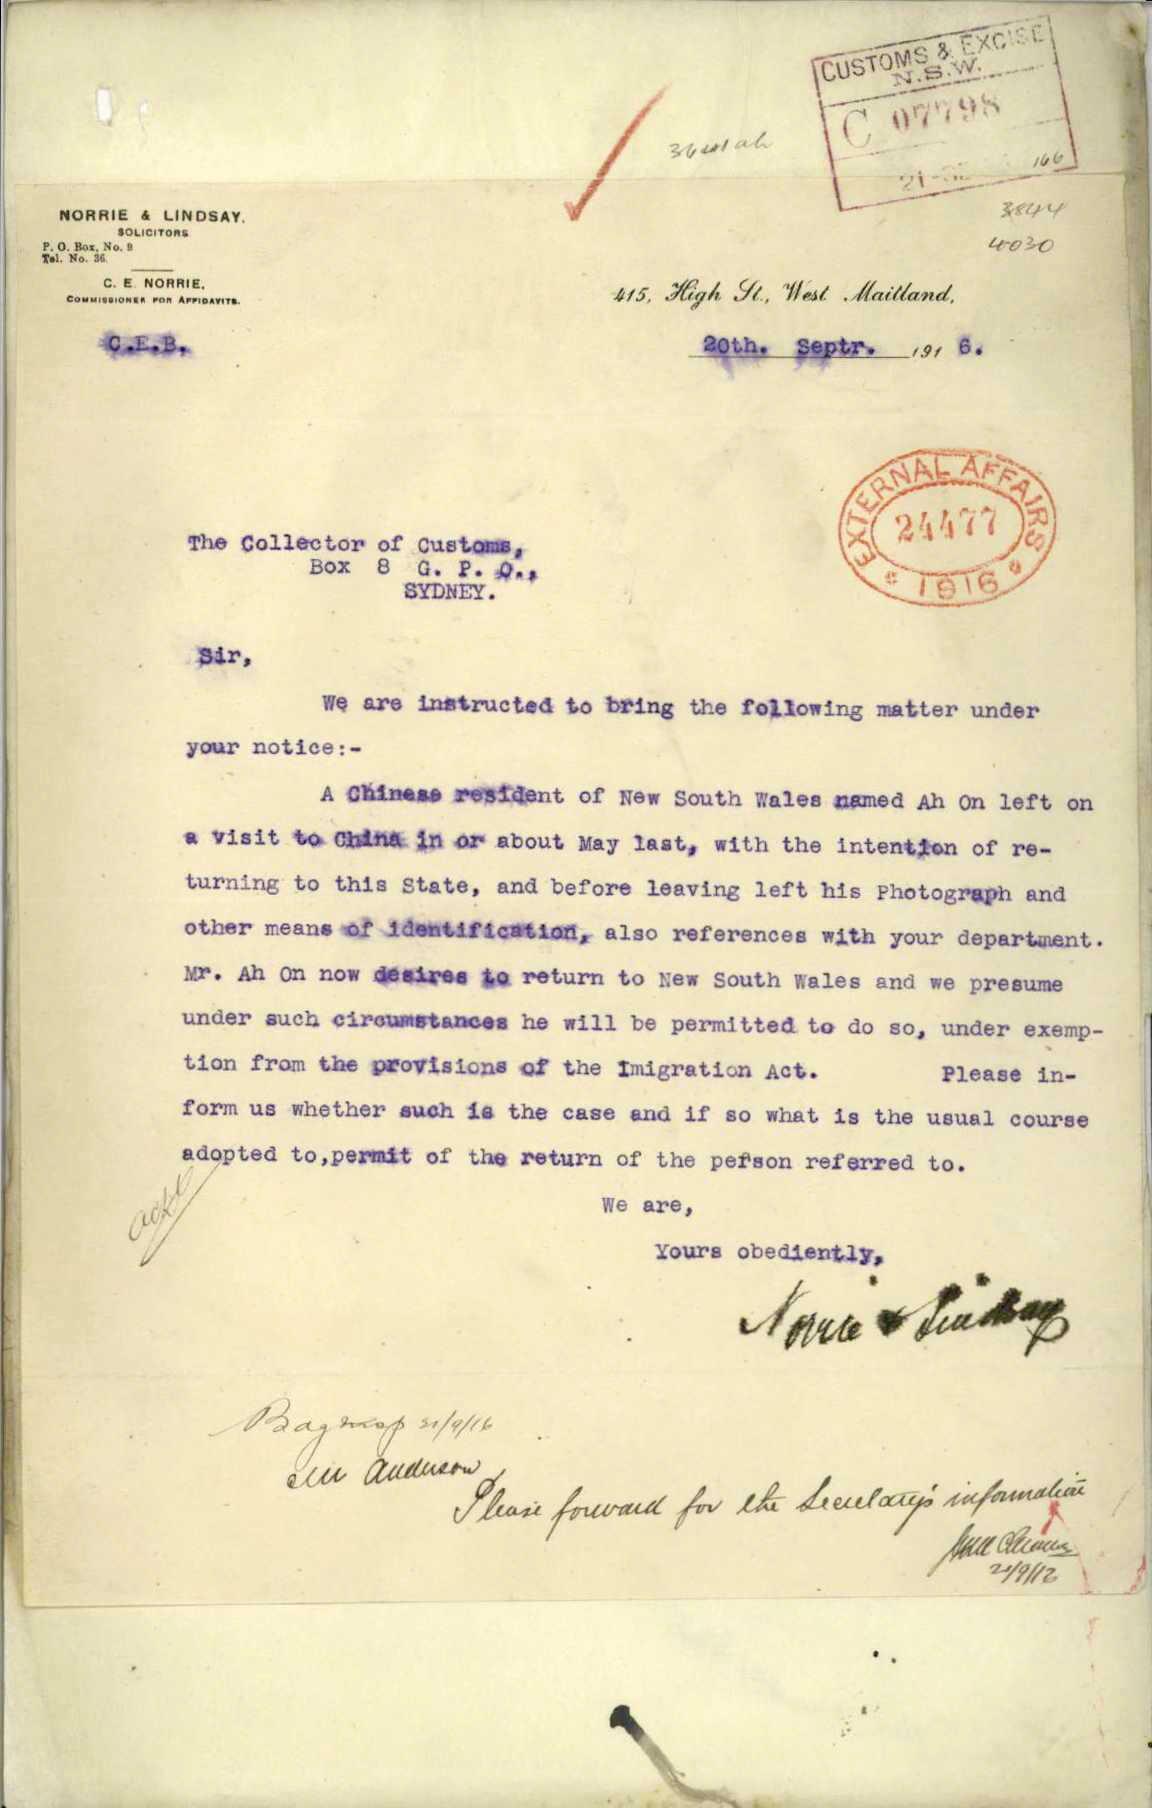 CUSTOMS & EXCISE
N.S.W.
C 07798
21-
166
3844
4030
NORRIE & LINDSAY.
SOLICITORS
P. O. Box, No. 9
Tel. No. 36.
C. E. NORRIE,
COMMISSIONER FOR AFFIDAVITS.
415, High St., West Maitland,
C.E.B.
20th. Septr. 1916.
EXTERNAL AFFAIRS
24477
1916
The Collector of Customs,
Box 8 G. P. O.,
SYDNEY.
Sir,
We are instructed to bring the following matter under
your notice:-
A Chinese resident of New South Wales named Ah On left on
a visit to China in or about May last, with the intention of re-
turning to this State, and before leaving left his Photograph and
other means of identification, also references with your department.
Mr. Ah On now desires to return to New South Wales and we presume
under such circumstances he will be permitted to do so, under exemp-
tion from the provisions of the Imigration Act. Please in-
form us whether such is the case and if so what is the usual course
adopted to,permit of the return of the person referred to.
We are,
Yours obediently,
Norrie & Lindsay
21/9/16
Anderson
Please forward for the Secretary's information
21/9/16